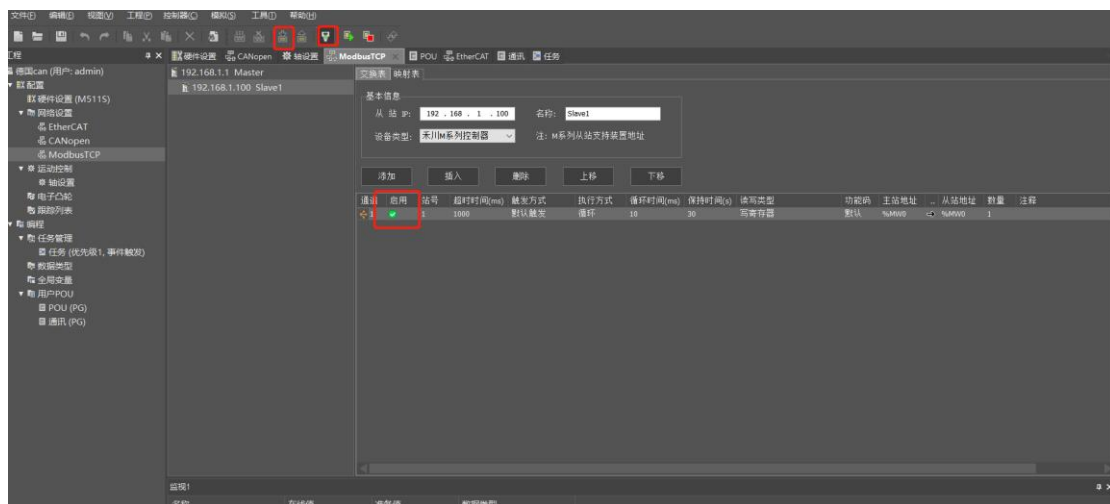 文件(F) 编辑(E) 视图(V) 工程(P) 控制器(C) 模拟(S) 工具(T) 帮助(H)
工程
硬件设置 CANopen 轴设置 ModbusTCP POU EtherCAT 通讯 任务
德国can (用户: admin)
配置
硬件设置 (M511S)
网络设置
EtherCAT
CANopen
ModbusTCP
运动控制
轴设置
电子凸轮
跟踪列表
编程
任务管理
任务 (优先级1, 事件触发)
数据类型
全局变量
用户POU
POU (PG)
通讯 (PG)
192.168.1.1 Master
192.168.1.100 Slave1
交换表 映射表
基本信息
从 站 IP: 192 . 168 . 1 . 100 名称: Slave1
设备类型: 禾川M系列控制器 注: M系列从站支持装置地址
添加 插入 删除 上移 下移
通道 启用 站号 超时时间(ms) 触发方式 执行方式 循环时间(ms) 保持时间(s) 读写类型 功能码 主站地址 .. 从站地址 数量 注释
1 1 1000 默认触发 循环 10 30 写寄存器 默认 %MW0 %MW0 1
监视1
名称 在线值 准备值 数据类型